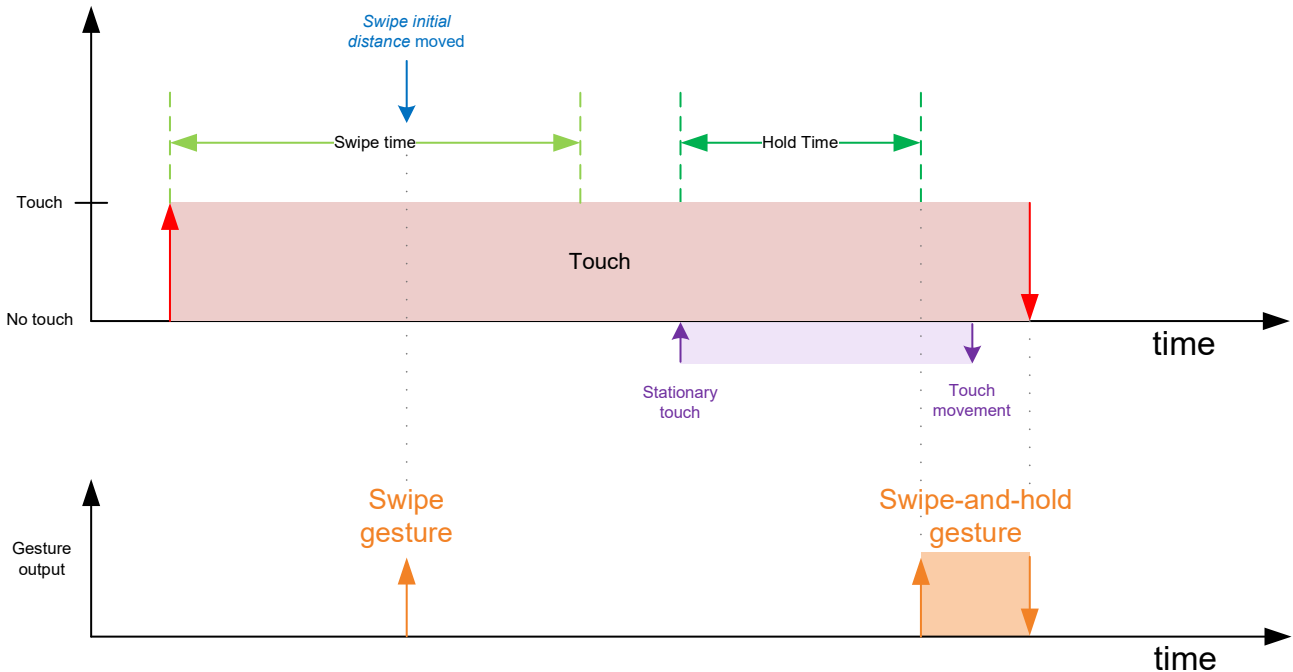 Swipe initial
distance moved
Swipe time
Hold Time
Touch
Touch
No touch
time
Stationary
touch
Touch
movement
Swipe
gesture
Swipe-and-hold
gesture
Gesture
output
time